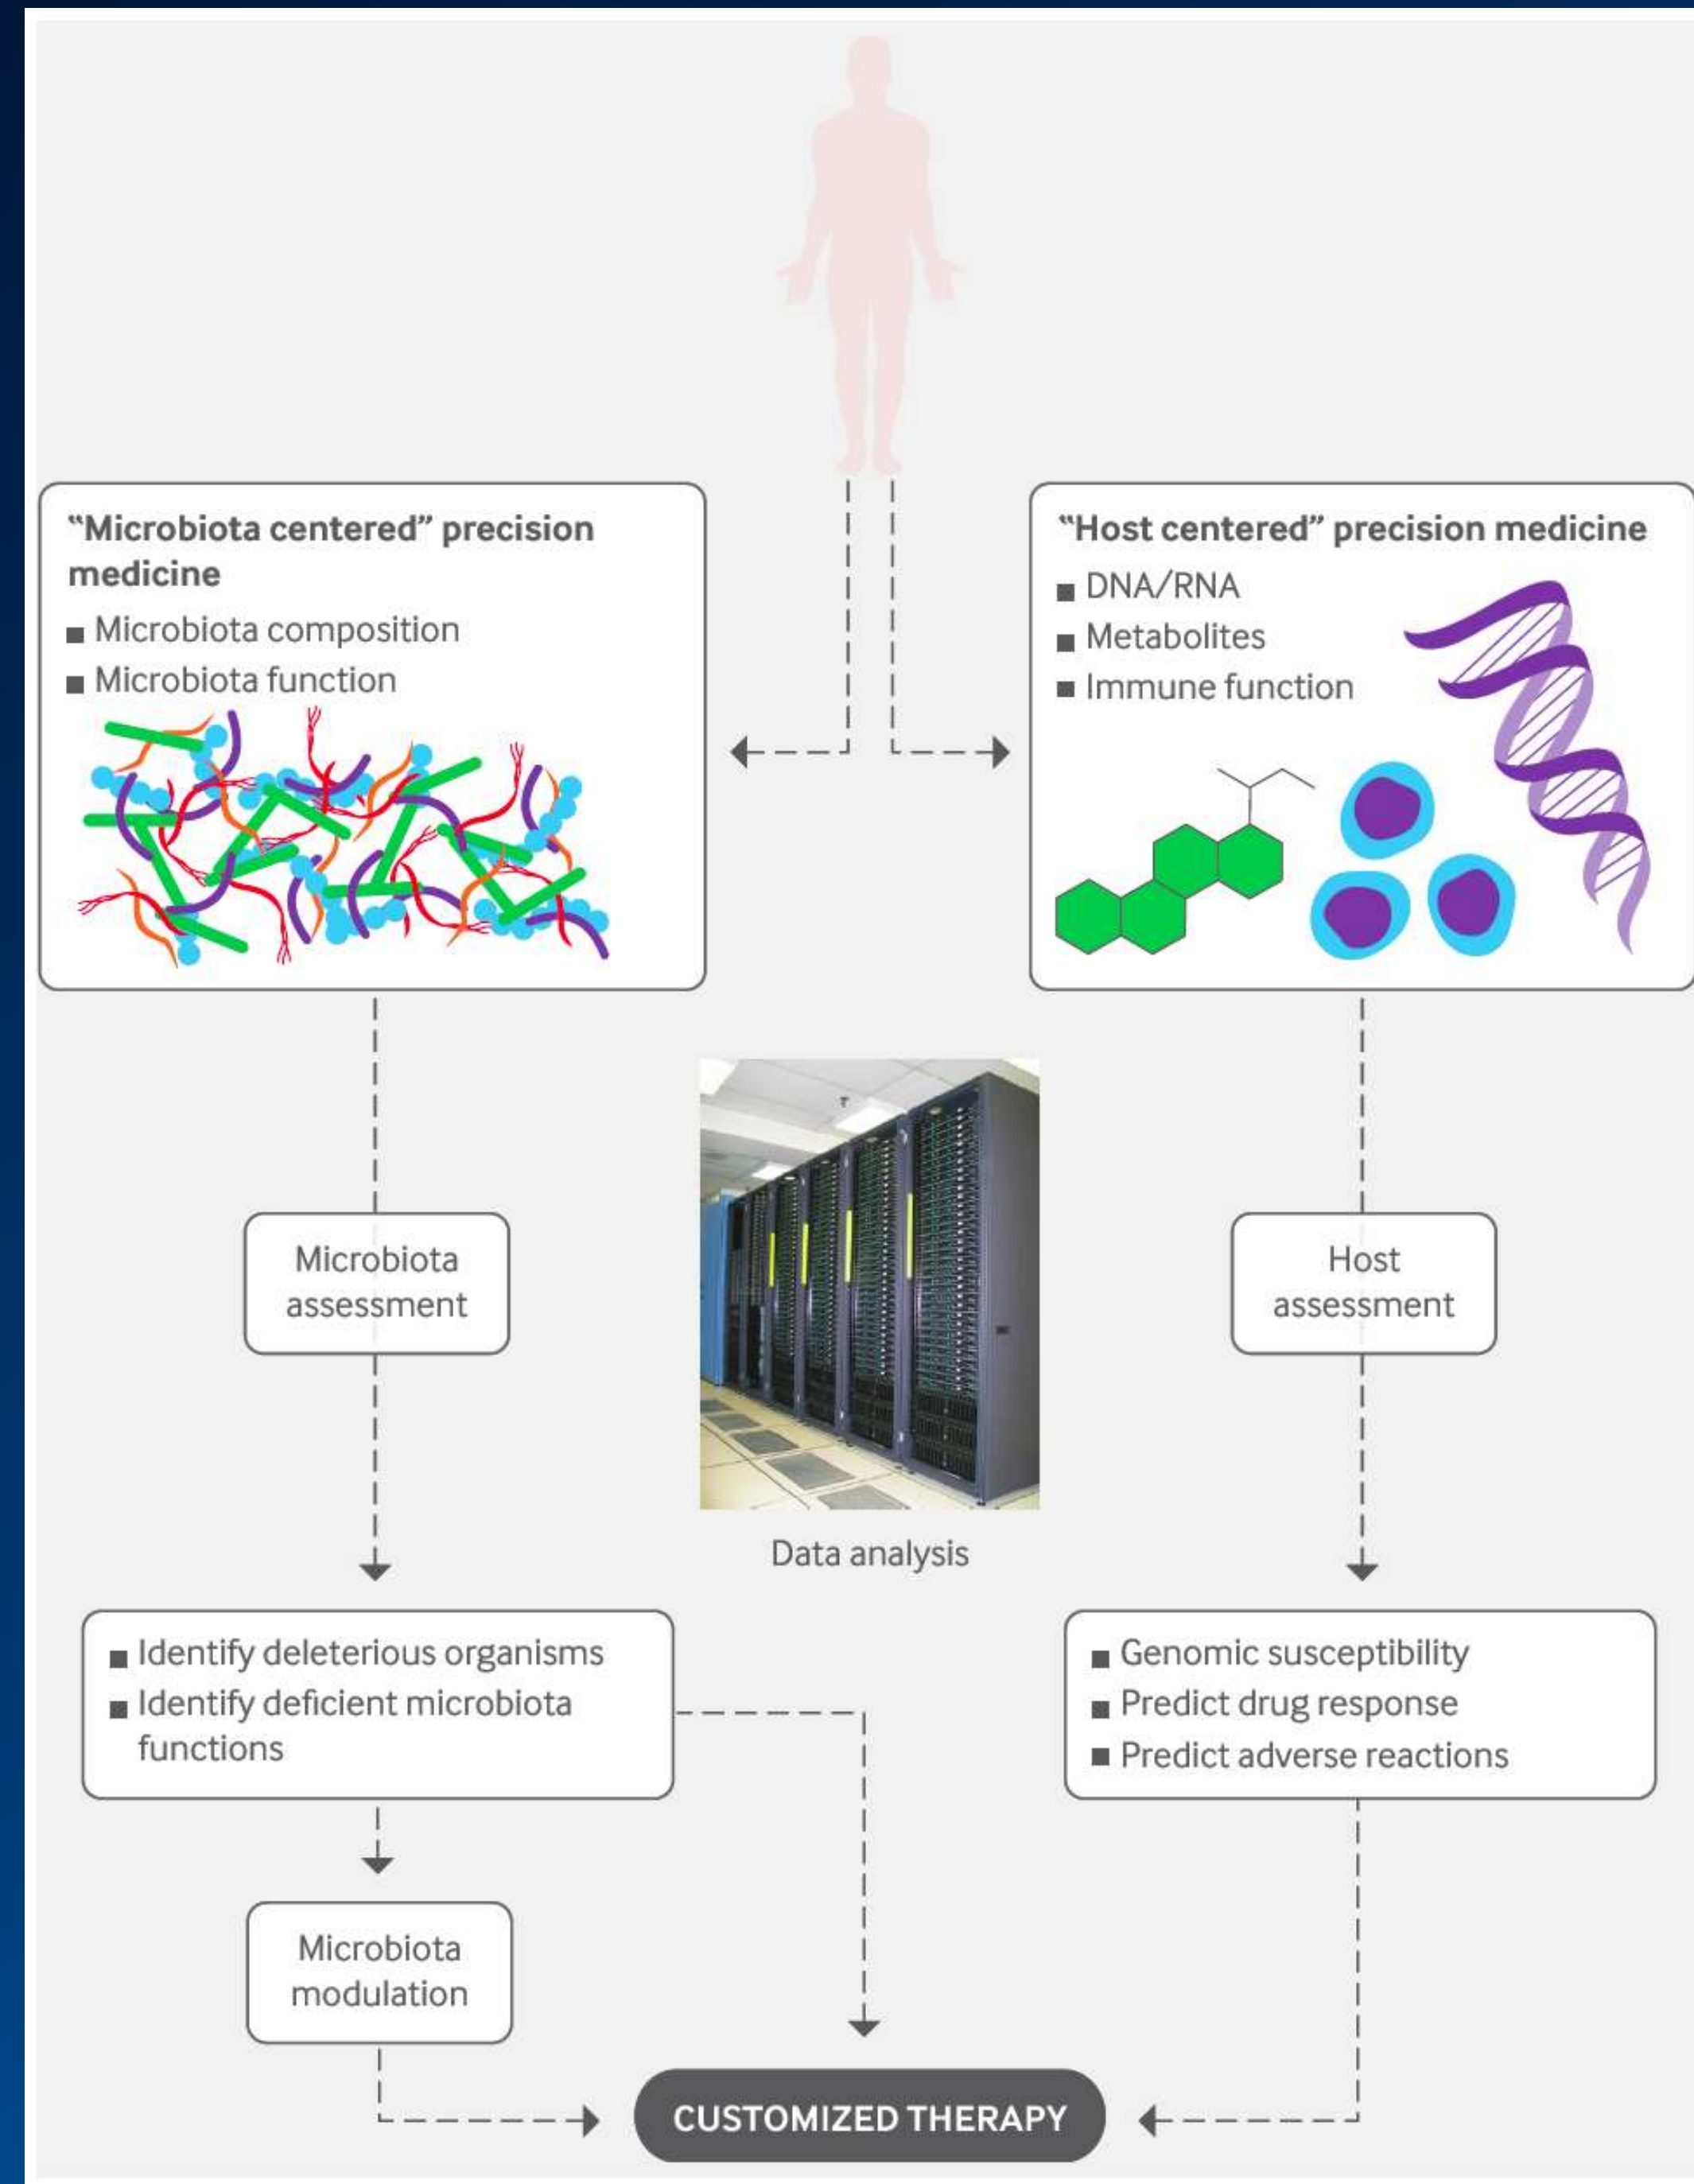 “Microbiota centered” precision
medicine
■ Microbiota composition
■ Microbiota function
“Host centered” precision medicine
■ DNA/RNA
■ Metabolites
■ Immune function
Microbiota
assessment
Host
assessment
Data analysis
■ Identify deleterious organisms
■ Identify deficient microbiota
functions
■ Genomic susceptibility
■ Predict drug response
■ Predict adverse reactions
Microbiota
modulation
CUSTOMIZED THERAPY